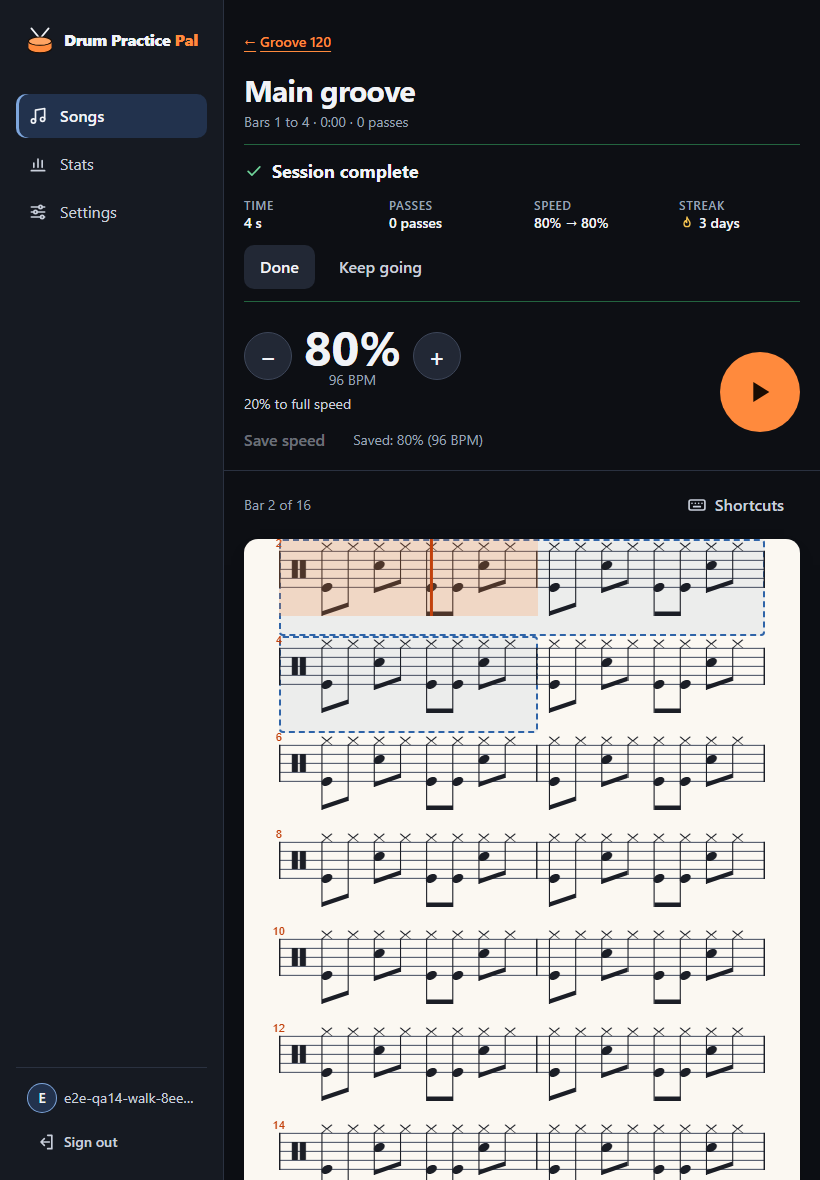 Drum Practice Pal
Songs
Stats
Settings
E
e2e-qa14-walk-8ee...
Sign out
← Groove 120
Main groove
Bars 1 to 4 · 0:00 · 0 passes
Session complete
TIME
4 s
PASSES
0 passes
SPEED
80% → 80%
STREAK
3 days
Done
Keep going
−
80%
+
96 BPM
20% to full speed
Save speed
Saved: 80% (96 BPM)
Bar 2 of 16
Shortcuts
2
4
6
8
10
12
14